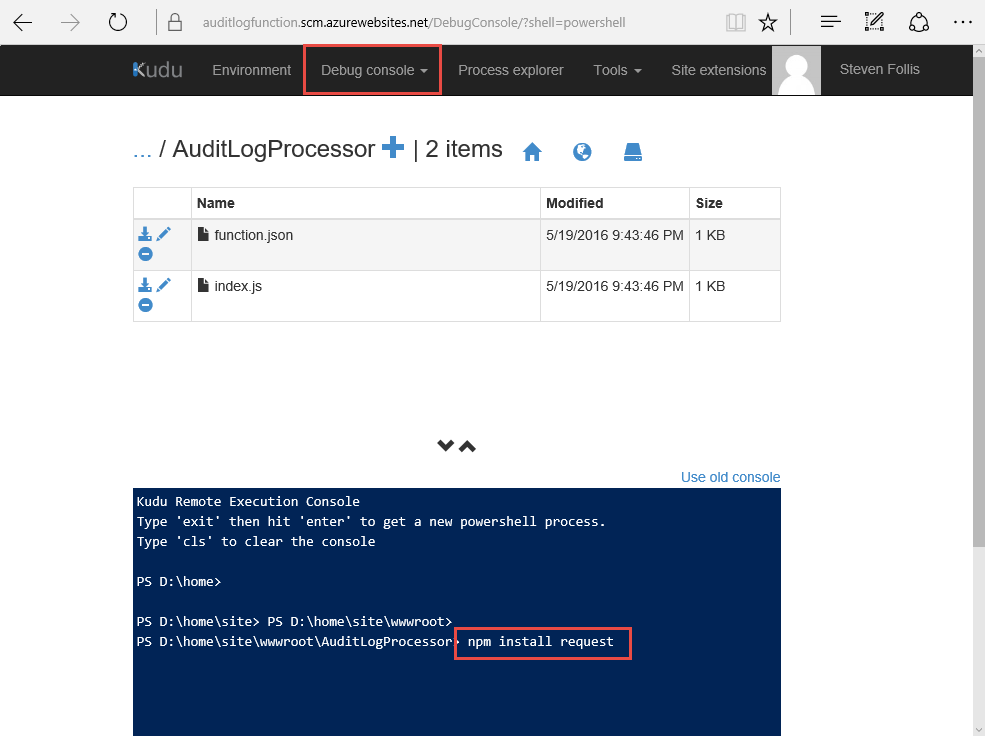 auditlogfunction.scm.azurewebsites.net/DebugConsole/?shell=powershell
Kudu Environment Debug console Process explorer Tools Site extensions Steven Follis
... / AuditLogProcessor | 2 items
Name Modified Size
function.json 5/19/2016 9:43:46 PM 1 KB
index.js 5/19/2016 9:43:46 PM 1 KB
Use old console
Kudu Remote Execution Console
Type 'exit' then hit 'enter' to get a new powershell process.
Type 'cls' to clear the console
PS D:\home>
PS D:\home\site> PS D:\home\site\wwwroot>
PS D:\home\site\wwwroot\AuditLogProcessor> npm install request